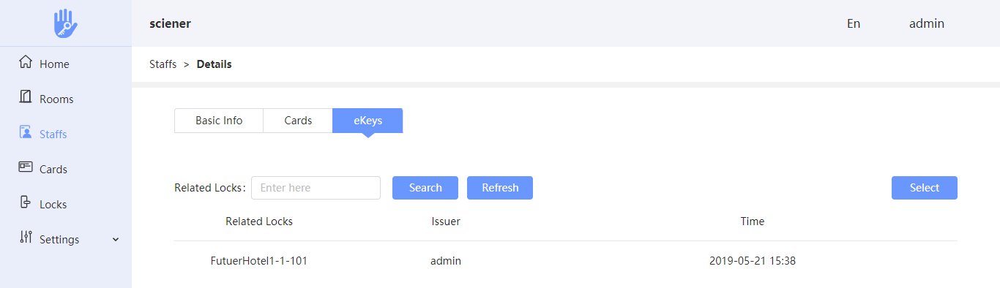 sciener En admin
Home
Rooms
Staffs
Cards
Locks
Settings
Staffs > Details
Basic Info Cards eKeys
Related Locks: Enter here Search Refresh Select
Related Locks Issuer Time
FutuerHotel1-1-101 admin 2019-05-21 15:38